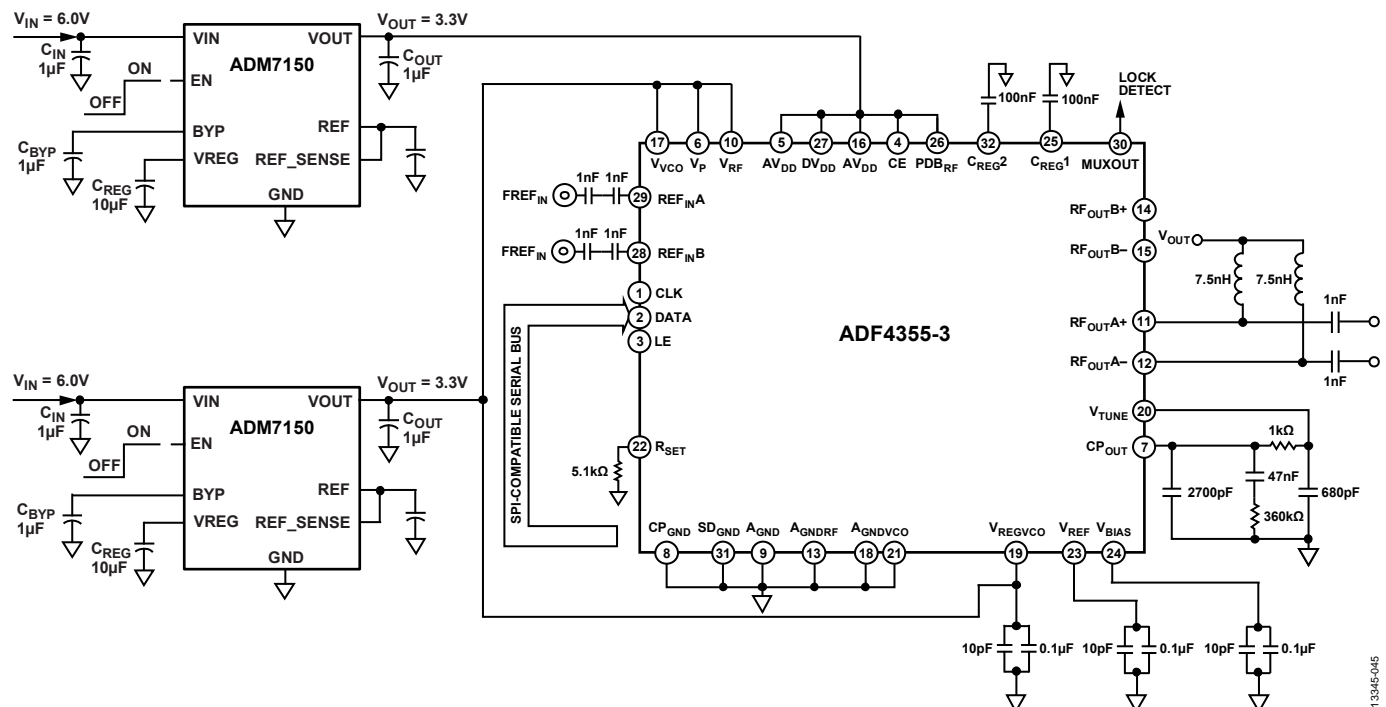 VIN = 6.0V
CIN
1µF
ON
OFF
CBYP
1µF
CREG
10µF
VIN
EN
BYP
VREG
ADM7150
VOUT
REF
REF_SENSE
GND
VOUT = 3.3V
COUT
1µF
VIN = 6.0V
CIN
1µF
ON
OFF
CBYP
1µF
CREG
10µF
VIN
EN
BYP
VREG
ADM7150
VOUT
REF
REF_SENSE
GND
VOUT = 3.3V
COUT
1µF
100nF
100nF
LOCK
DETECT
17
6
10
5
27
16
4
26
32
25
30
VVCO
VP
VRF
AVDD
DVDD
AVDD
CE
PDBRF
CREG2
CREG1
MUXOUT
FREFIN
1nF 1nF
29
REFINA
FREFIN
1nF 1nF
28
REFINB
1
CLK
2
DATA
3
LE
SPI-COMPATIBLE SERIAL BUS
22
RSET
5.1kΩ
ADF4355-3
RFOUTB+
14
RFOUTB−
15
VOUT
7.5nH
7.5nH
RFOUTA+
11
1nF
RFOUTA−
12
1nF
VTUNE
20
CPOUT
7
1kΩ
2700pF
47nF
360kΩ
680pF
CPGND
SDGND
AGND
AGNDRF
AGNDVCO
VREGVCO
VREF
VBIAS
8
31
9
13
18
21
19
23
24
10pF
0.1µF
10pF
0.1µF
10pF
0.1µF
13345-045